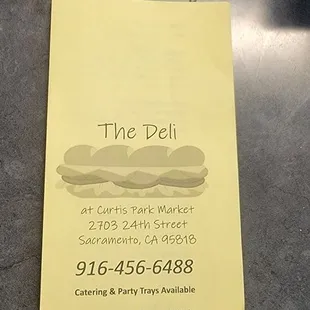 The Deli
at Curtis Park Market
2703 24th Street
Sacramento, CA 95818
916-456-6488
Catering & Party Trays Available